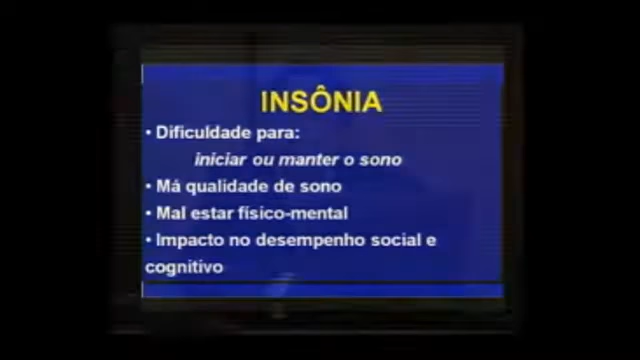 INSÔNIA
• Dificuldade para:
iniciar ou manter o sono
• Má qualidade de sono
• Mal estar físico-mental
• Impacto no desempenho social e
cognitivo